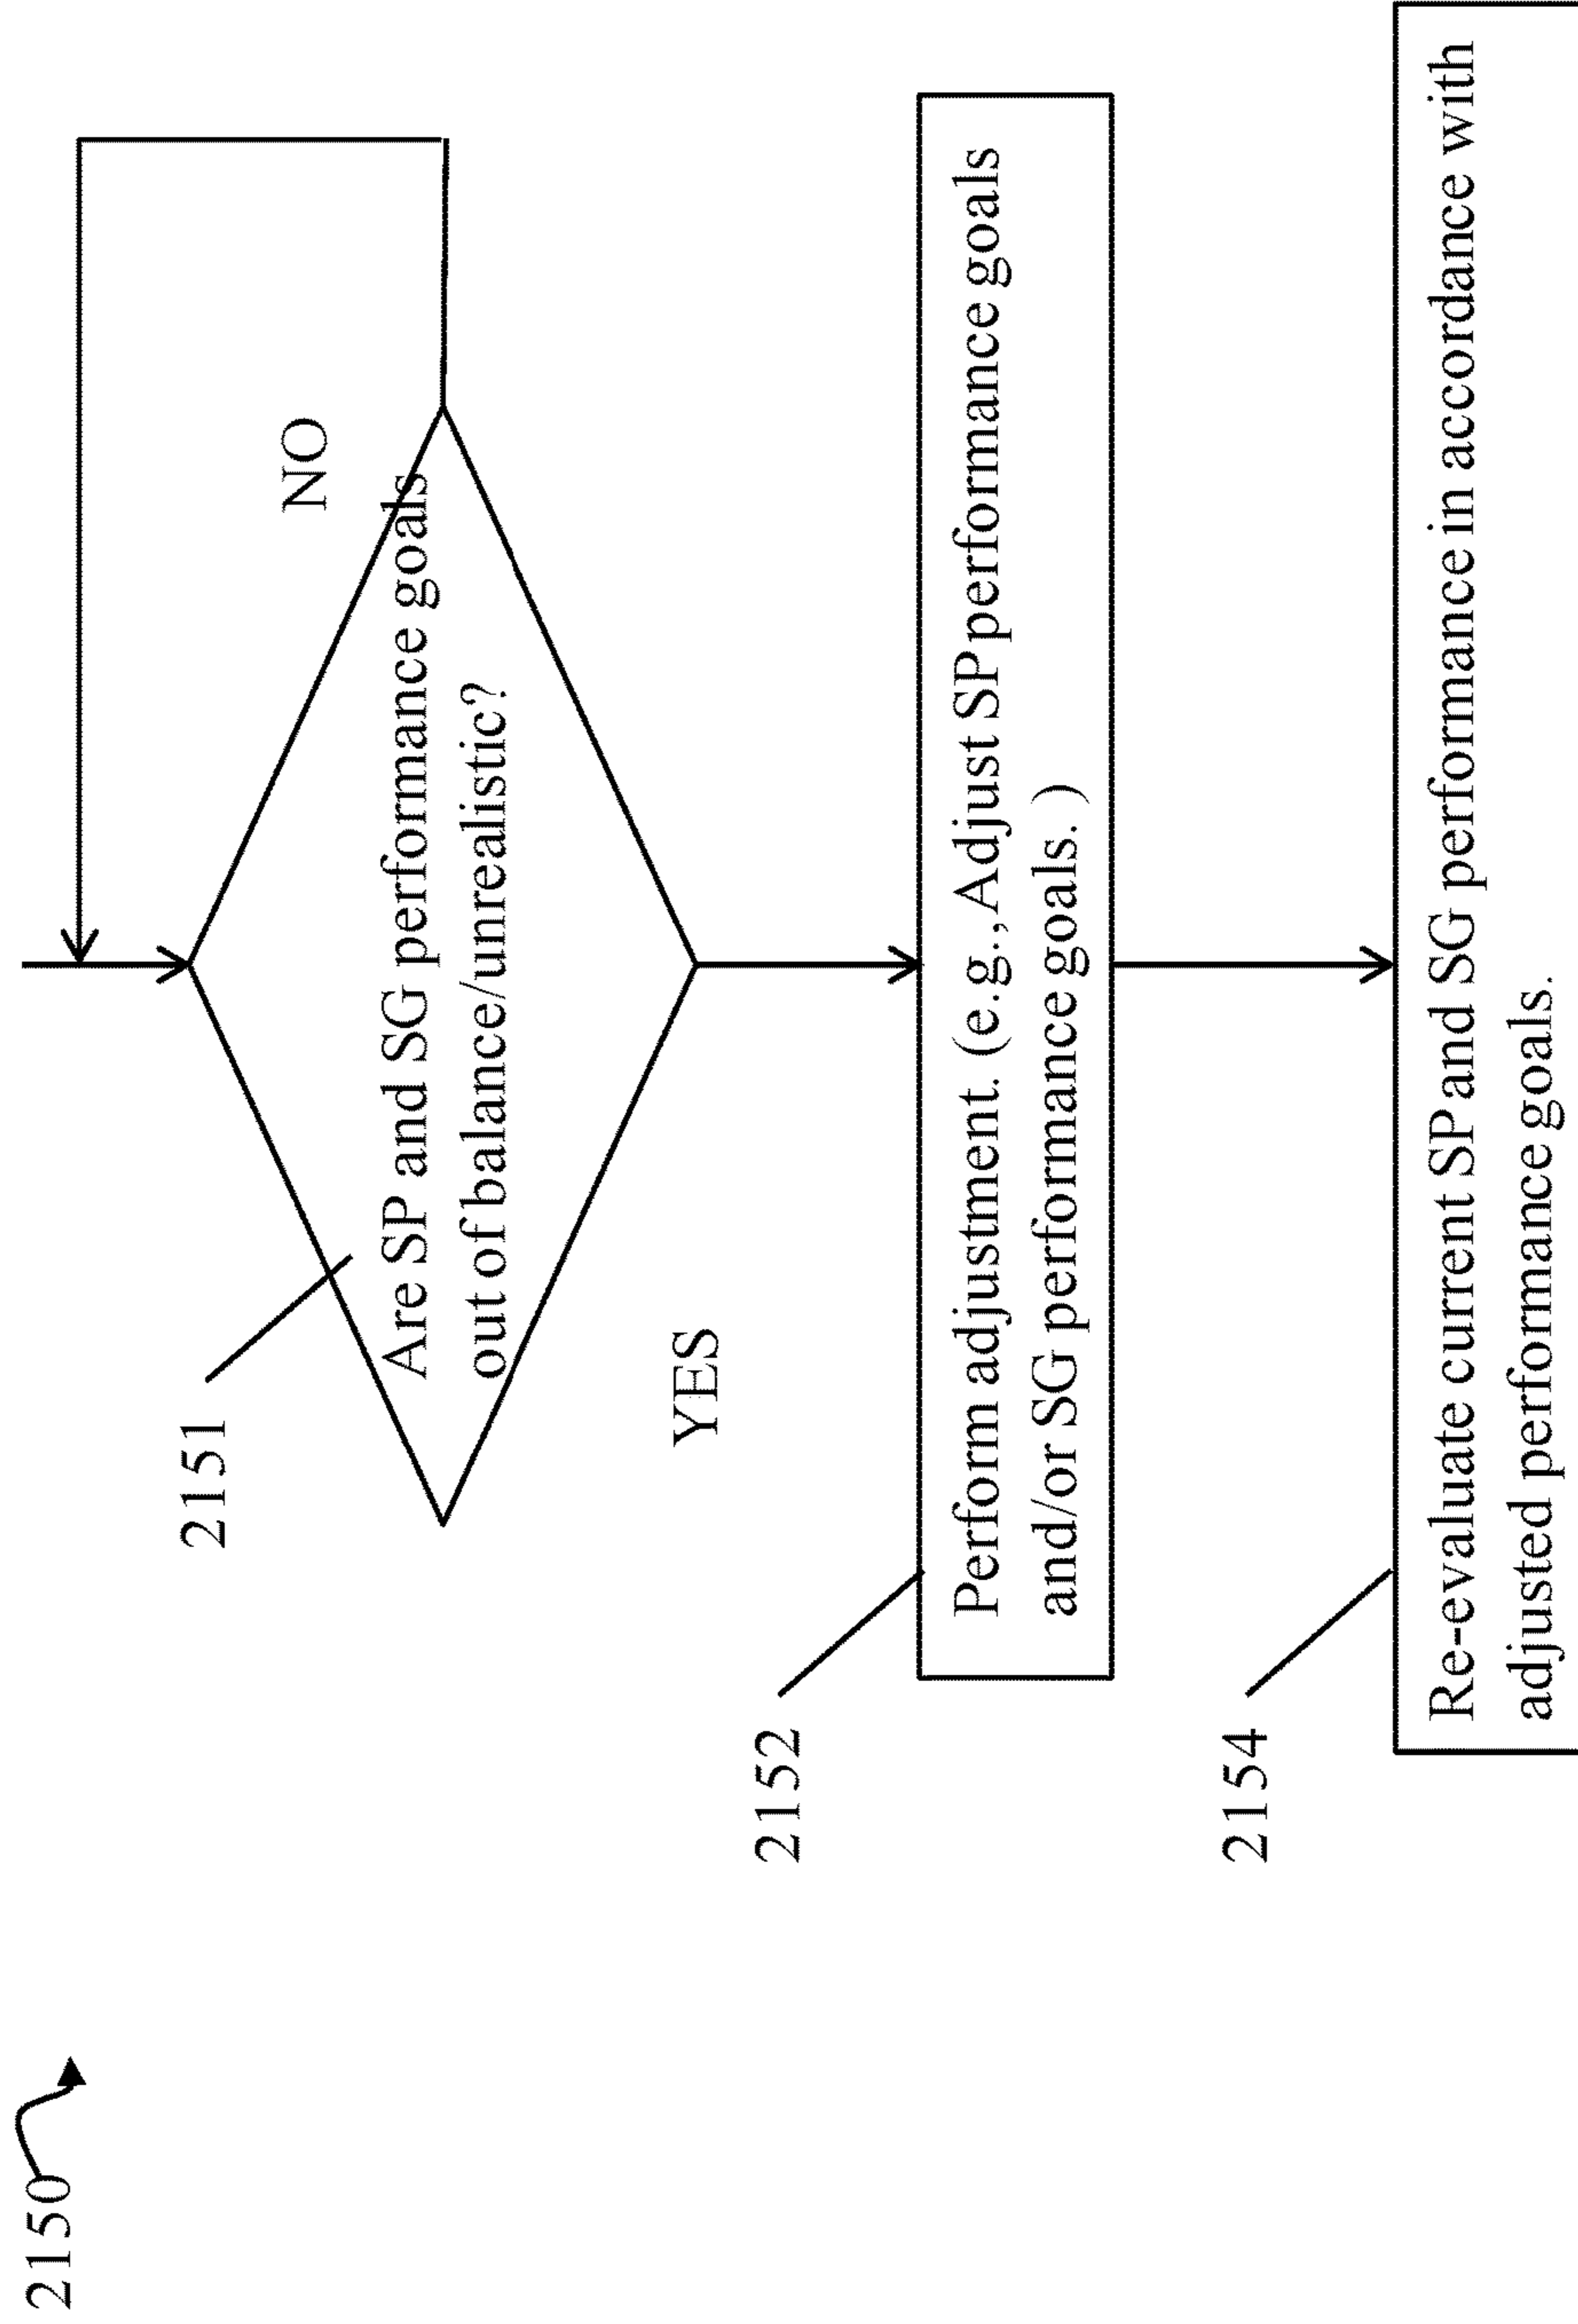 2150
2151
Are SP and SG performance goals
out of balance/unrealistic?
NO
YES
2152
Perform adjustment. (e.g., Adjust SP performance goals
and/or SG performance goals. )
2154
Re-evaluate current SP and SG performance in accordance with
adjusted performance goals.